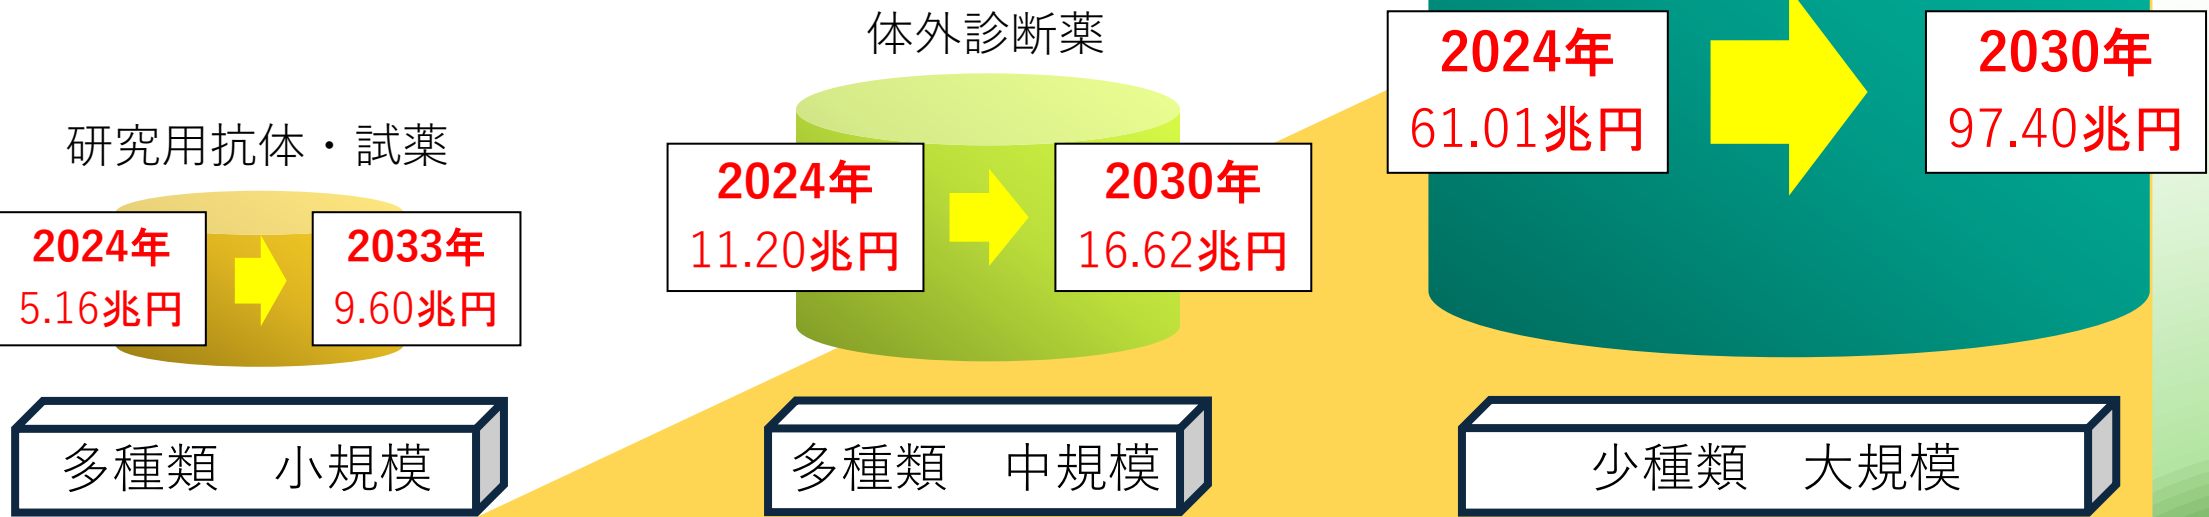 研究用抗体・試薬
2024年
5.16兆円
2033年
9.60兆円
多種類　小規模
体外診断薬
2024年
11.20兆円
2030年
16.62兆円
多種類　中規模
2024年
61.01兆円
2030年
97.40兆円
少種類　大規模